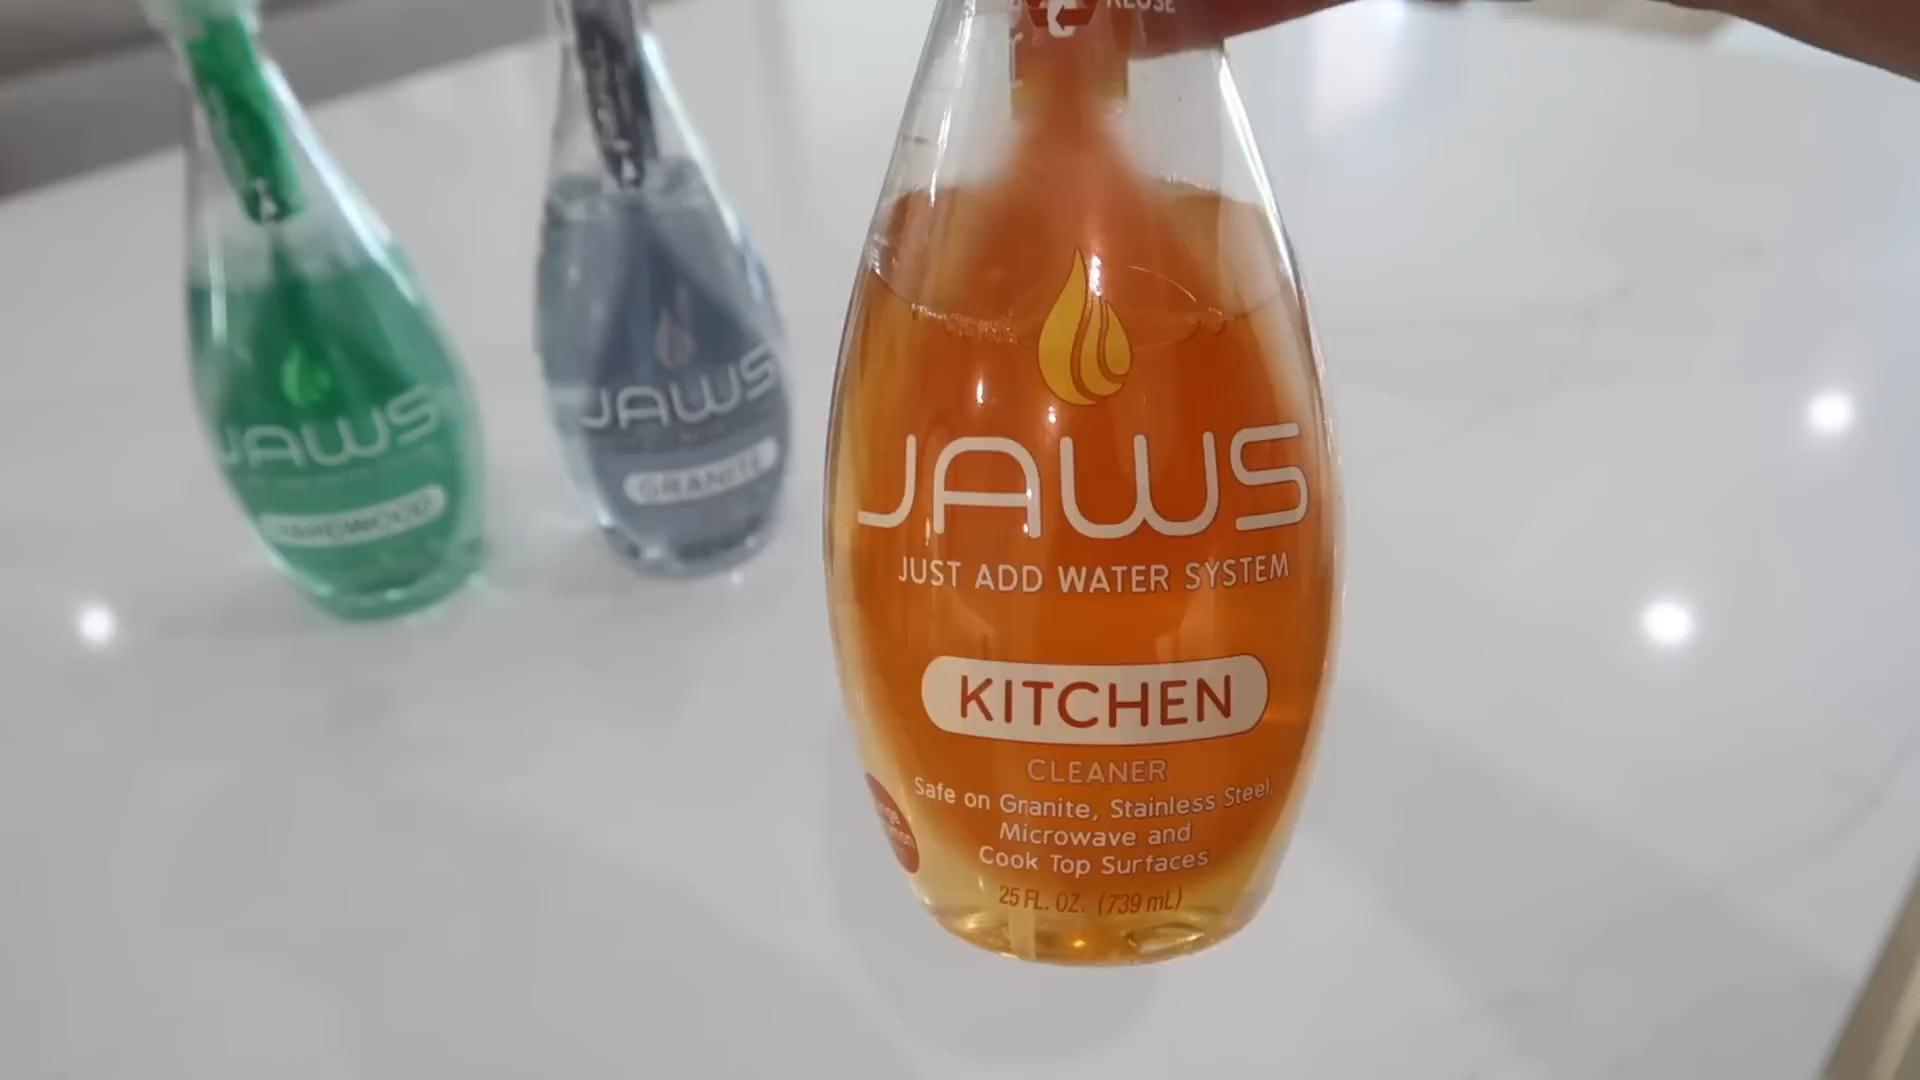 REUSE
JAWS
JUST ADD WATER SYSTEM
KITCHEN
CLEANER
Safe on Granite, Stainless Steel,
Microwave and
Cook Top Surfaces
25 FL. OZ. (739 mL)
JAWS
GRANITE
JAWS
HARDWOOD